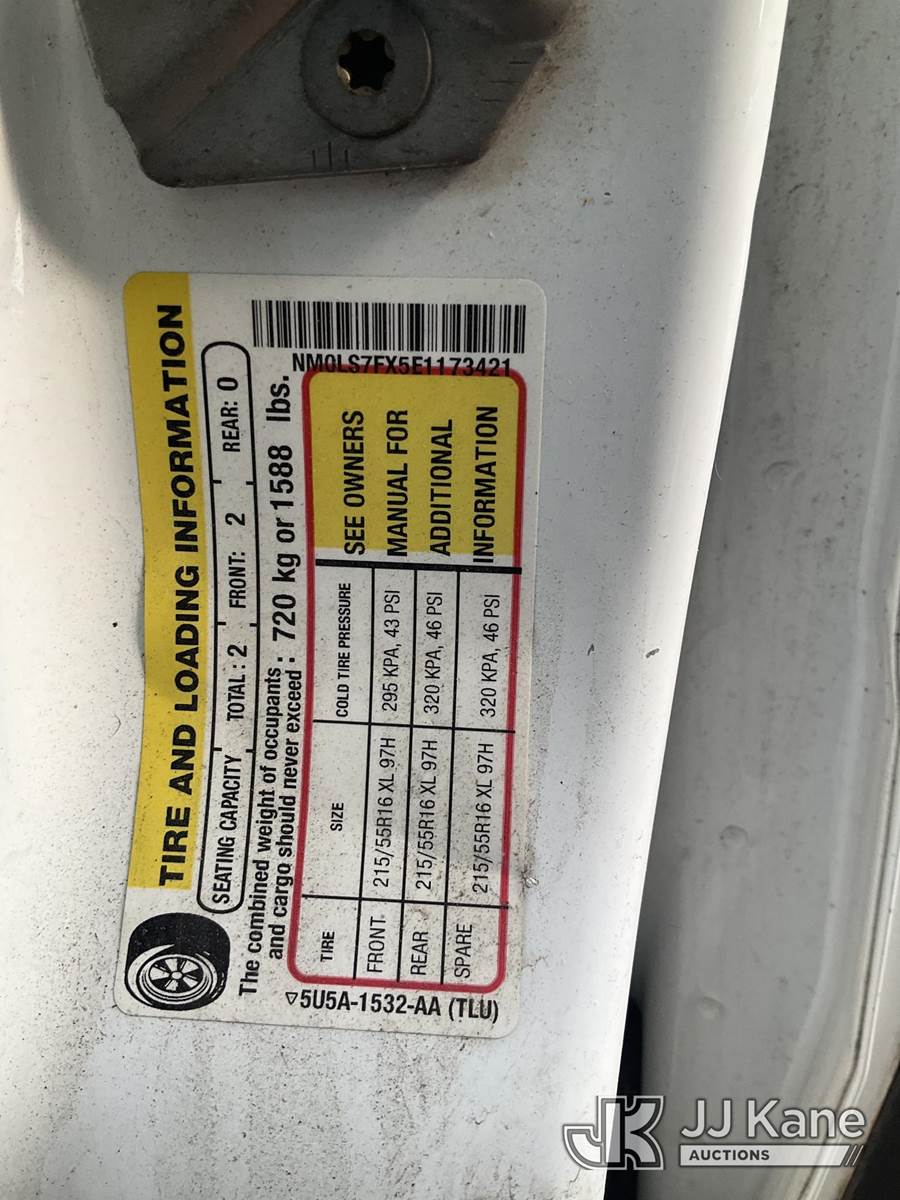 TIRE AND LOADING INFORMATION
SEATING CAPACITY TOTAL : 2 FRONT: 2 REAR: 0
The combined weight of occupants
and cargo should never exceed : 720 kg or 1588 lbs.
NM0LS7FX5E1173421
TIRE SIZE COLD TIRE PRESSURE
FRONT 215/55R16 XL 97H 295 KPA, 43 PSI
REAR 215/55R16 XL 97H 320 KPA, 46 PSI
SPARE 215/55R16 XL 97H 320 KPA, 46 PSI
SEE OWNERS
MANUAL FOR
ADDITIONAL
INFORMATION
▽5U5A-1532-AA (TLU)
JK JJ Kane
AUCTIONS